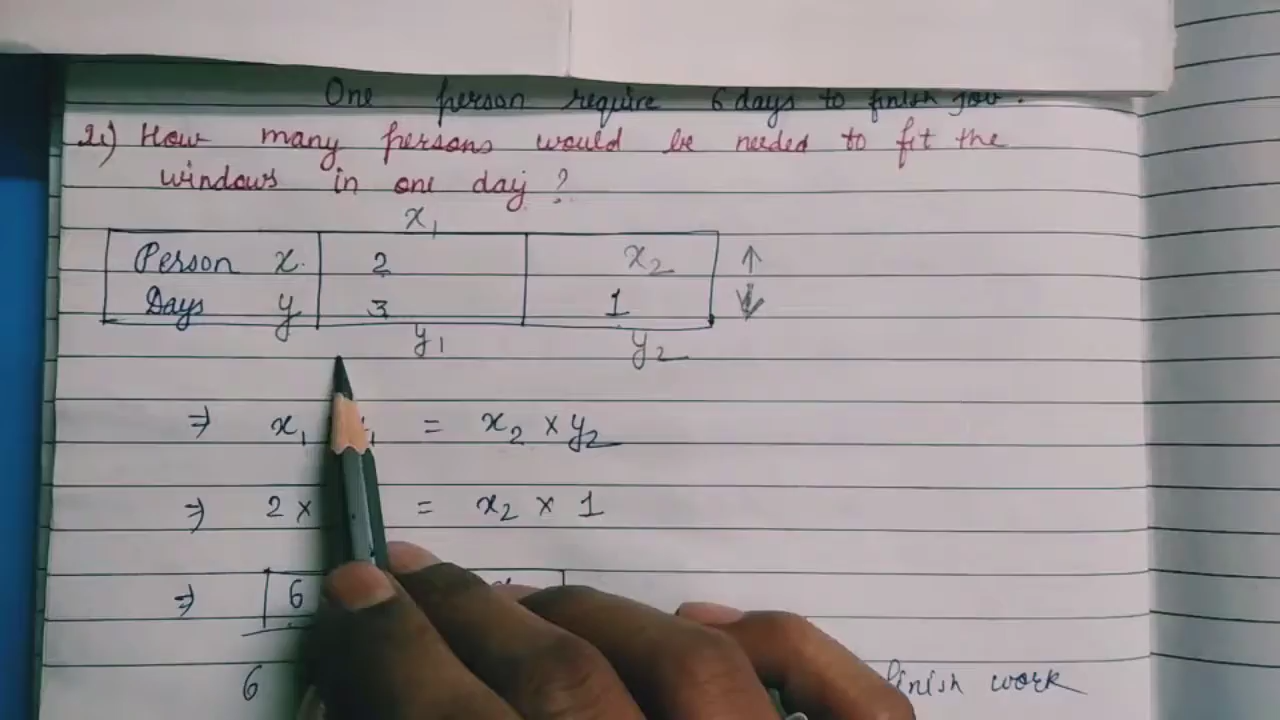 One person require 6 days to finish job.
2i) How many persons would be needed to fit the
windows in one day ?
x₁
Person x 2 x₂ ↑
Days y 3 1 ↓
y₁ y₂
⇒ x₁ = x₂ × y₂
⇒ 2 × = x₂ × 1
⇒ 6
6 finish work